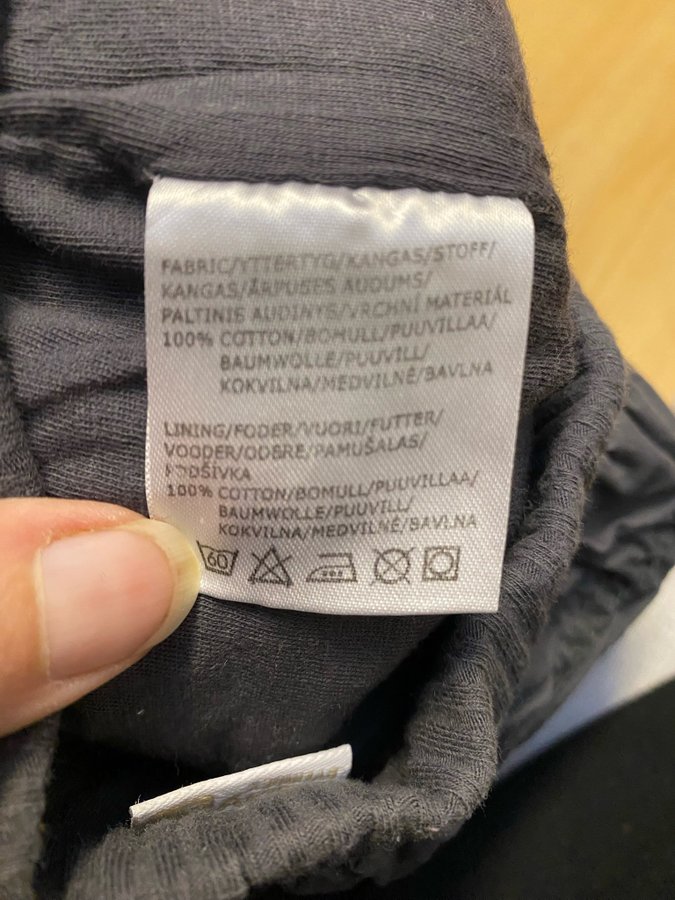 FABRIC/YTTERTYG/KANGAS/STOFF/
KANGAS/ĀRPUSES AUDUMS/
PALTINIS AUDINYS/VRCHNÍ MATERIÁL
100% COTTON/BOMULL/PUUVILLAA/
BAUMWOLLE/PUUVILL/
KOKVILNA/MEDVILNĖ/BAVLNA
LINING/FODER/VUORI/FUTTER/
VOODER/ODERE/PAMUŠALAS/
PODŠÍVKA
100% COTTON/BOMULL/PUUVILLAA/
BAUMWOLLE/PUUVILL/
KOKVILNA/MEDVILNĖ/BAVLNA
60